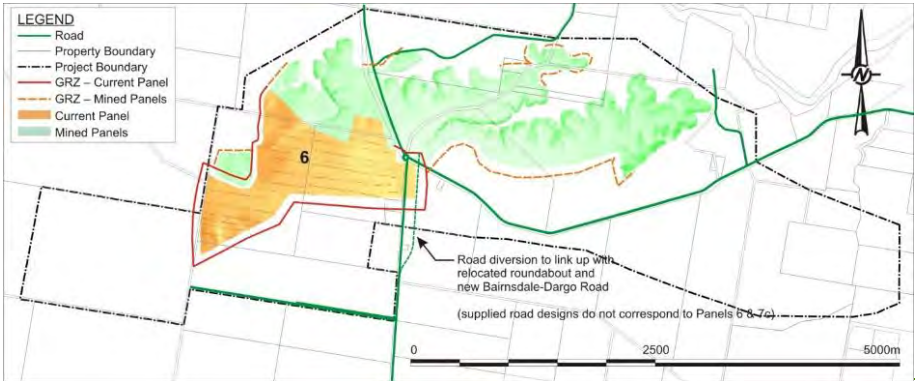 LEGEND
Road
Property Boundary
Project Boundary
GRZ – Current Panel
GRZ – Mined Panels
Current Panel
Mined Panels
N
6
Road diversion to link up with
relocated roundabout and
new Bairnsdale-Dargo Road
(supplied road designs do not correspond to Panels 6 & 7c)
0 2500 5000m